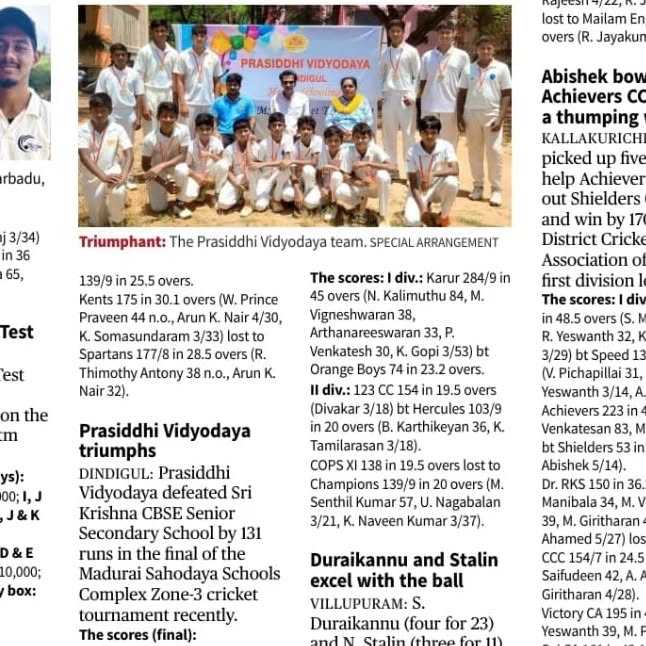 arbadu,
j 3/34)
in 36
a 65,
Test
Test
on the
tm
ys):
000; I, J
, J & K
D & E
10,000;
y box:
PRASIDDHI VIDYODAYA
DINDIGUL
Triumphant: The Prasiddhi Vidyodaya team. SPECIAL ARRANGEMENT
139/9 in 25.5 overs.
Kents 175 in 30.1 overs (W. Prince
Praveen 44 n.o., Arun K. Nair 4/30,
K. Somasundaram 3/33) lost to
Spartans 177/8 in 28.5 overs (R.
Thimothy Antony 38 n.o., Arun K.
Nair 32).
Prasiddhi Vidyodaya
triumphs
DINDIGUL: Prasiddhi
Vidyodaya defeated Sri
Krishna CBSE Senior
Secondary School by 131
runs in the final of the
Madurai Sahodaya Schools
Complex Zone-3 cricket
tournament recently.
The scores (final):
The scores: I div.: Karur 284/9 in
45 overs (N. Kalimuthu 84, M.
Vigneshwaran 38,
Arthanareeswaran 33, P.
Venkatesh 30, K. Gopi 3/53) bt
Orange Boys 74 in 23.2 overs.
II div.: 123 CC 154 in 19.5 overs
(Divakar 3/18) bt Hercules 103/9
in 20 overs (B. Karthikeyan 36, K.
Tamilarasan 3/18).
COPS XI 138 in 19.5 overs lost to
Champions 139/9 in 20 overs (M.
Senthil Kumar 57, U. Nagabalan
3/21, K. Naveen Kumar 3/37).
Duraikannu and Stalin
excel with the ball
VILLUPURAM: S.
Duraikannu (four for 23)
and N. Stalin (three for 11)
Rajeesh 4/22, R. J
lost to Mailam En
overs (R. Jayakum
Abishek bow
Achievers CC
a thumping w
KALLAKURICHI
picked up five
help Achiever
out Shielders
and win by 170
District Cricke
Association of
first division le
The scores: I div
in 48.5 overs (S. M
R. Yeswanth 32, K
3/29) bt Speed 13
(V. Pichapillai 31,
Yeswanth 3/14, A.
Achievers 223 in 4
Venkatesan 83, M
bt Shielders 53 in
Abishek 5/14).
Dr. RKS 150 in 36.
Manibala 34, M. V
39, M. Giritharan 4
Ahamed 5/27) los
CCC 154/7 in 24.5
Saifudeen 42, A. A
Giritharan 4/28).
Victory CA 195 in 4
Yeswanth 39, M. P